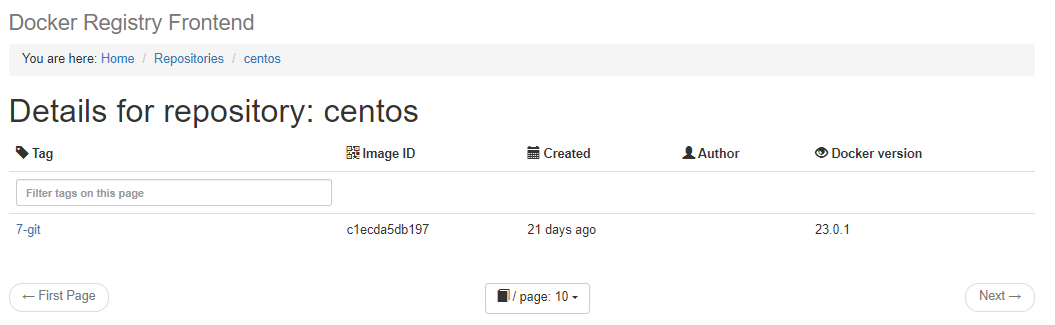 Docker Registry Frontend
You are here: Home / Repositories / centos
Details for repository: centos
Tag Image ID Created Author Docker version
Filter tags on this page
7-git c1ecda5db197 21 days ago 23.0.1
← First Page / page: 10 Next →